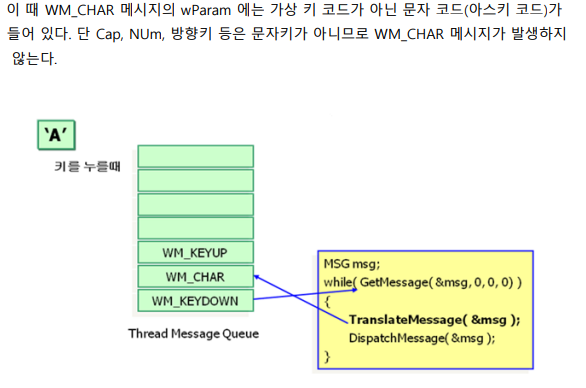 이 때 WM_CHAR 메시지의 wParam 에는 가상 키 코드가 아닌 문자 코드(아스키 코드)가
들어 있다. 단 Cap, NUm, 방향키 등은 문자키가 아니므로 WM_CHAR 메시지가 발생하지
않는다.
'A'
키를 누를때
WM_KEYUP
WM_CHAR
WM_KEYDOWN
Thread Message Queue
MSG msg;
while( GetMessage( &msg, 0, 0, 0) )
{
TranslateMessage( &msg );
DispatchMessage( &msg );
}